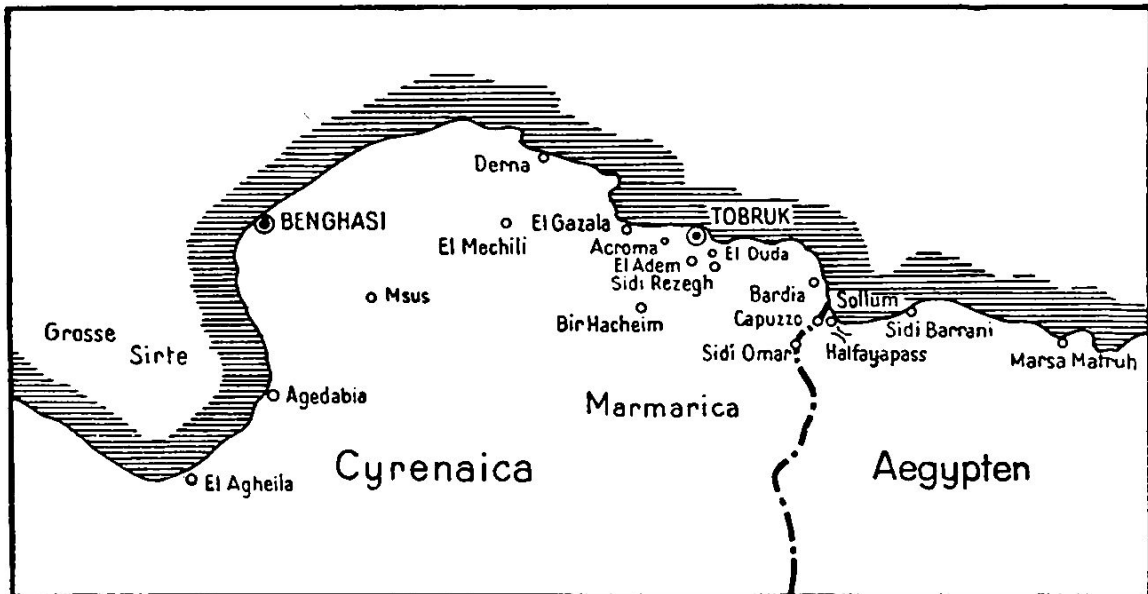 Derna
BENGHASI
El Mechili
El Gazala
TOBRUK
Acroma
El Duda
El Adem
Sidi Rezegh
Msus
Bardia
Sollum
Bir Hacheim
Capuzzo
Sidi Barrani
Grosse
Sirte
Sidi Omar
Halfayapass
Marsa Matruh
Agedabia
Marmarica
Cyrenaica
Aegypten
El Agheila